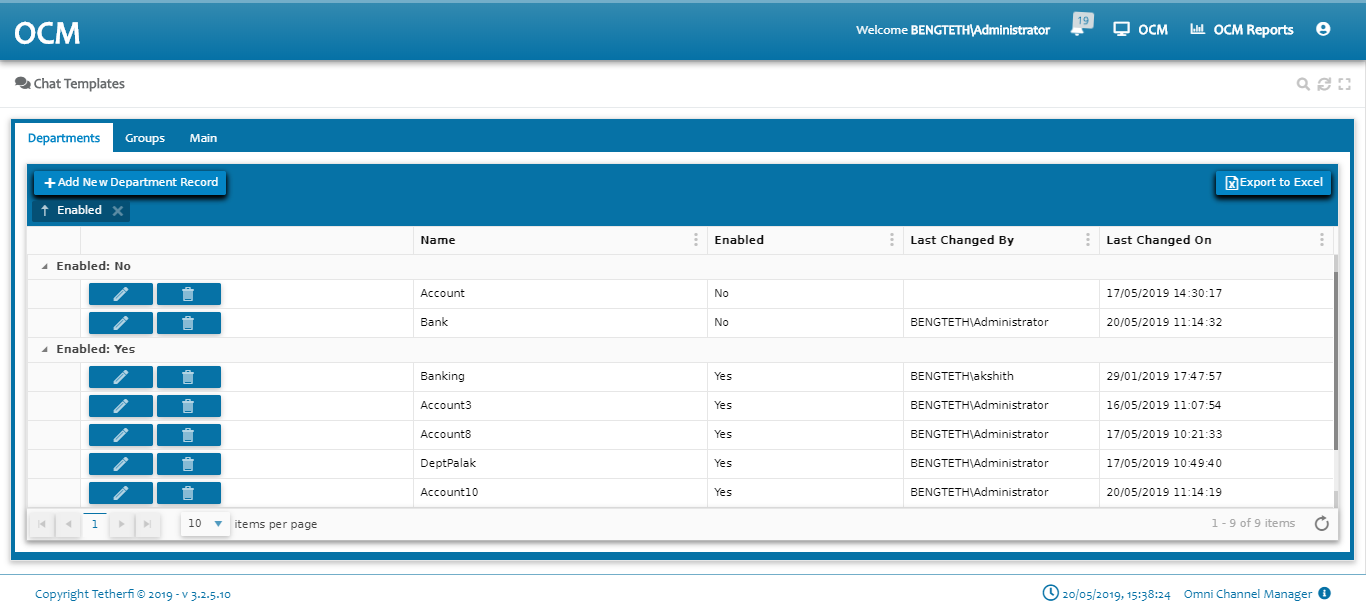 OCM
Welcome BENGTETH\Administrator 19 OCM OCM Reports
Chat Templates
Departments Groups Main
Add New Department Record Export to Excel
Enabled
Name Enabled Last Changed By Last Changed On
Enabled: No
Account No 17/05/2019 14:30:17
Bank No BENGTETH\Administrator 20/05/2019 11:14:32
Enabled: Yes
Banking Yes BENGTETH\akshith 29/01/2019 17:47:57
Account3 Yes BENGTETH\Administrator 16/05/2019 11:07:54
Account8 Yes BENGTETH\Administrator 17/05/2019 10:21:33
DeptPalak Yes BENGTETH\Administrator 17/05/2019 10:49:40
Account10 Yes BENGTETH\Administrator 20/05/2019 11:14:19
1 10 items per page 1 - 9 of 9 items
Copyright Tetherfi © 2019 - v 3.2.5.10 20/05/2019, 15:38:24 Omni Channel Manager